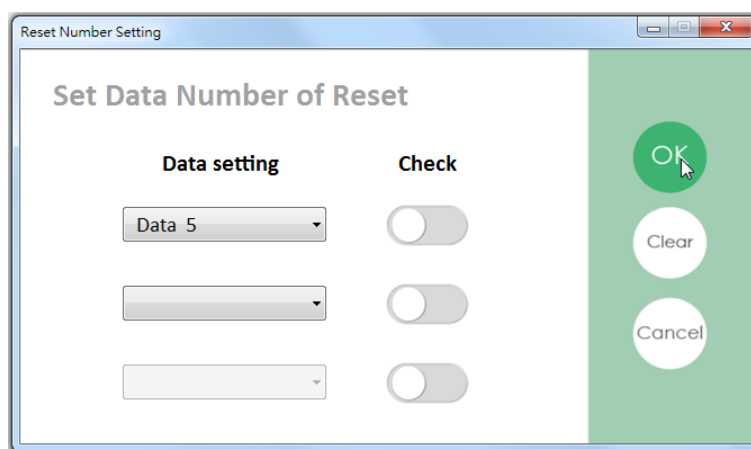 Reset Number Setting
Set Data Number of Reset
Data setting Check
Data 5
OK
Clear
Cancel